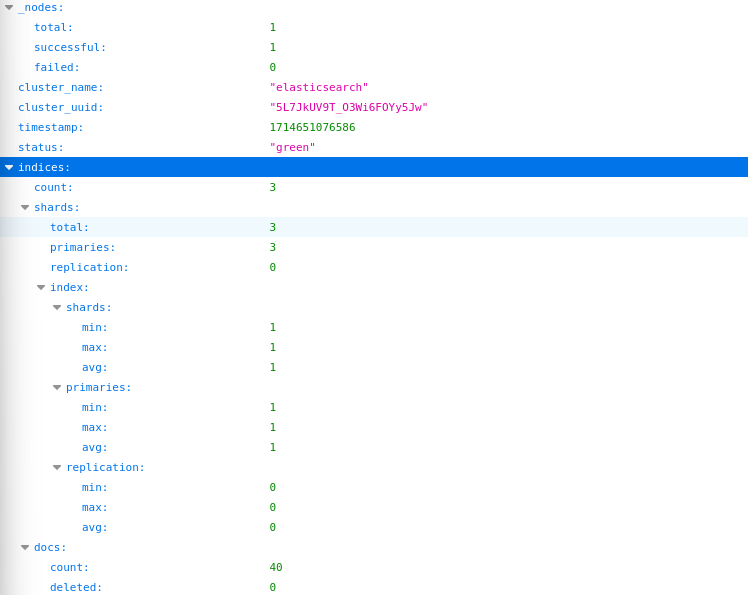 _nodes:
total: 1
successful: 1
failed: 0
cluster_name: "elasticsearch"
cluster_uuid: "5L7JkUV9T_O3Wi6FOYy5Jw"
timestamp: 1714651076586
status: "green"
indices:
count: 3
shards:
total: 3
primaries: 3
replication: 0
index:
shards:
min: 1
max: 1
avg: 1
primaries:
min: 1
max: 1
avg: 1
replication:
min: 0
max: 0
avg: 0
docs:
count: 40
deleted: 0